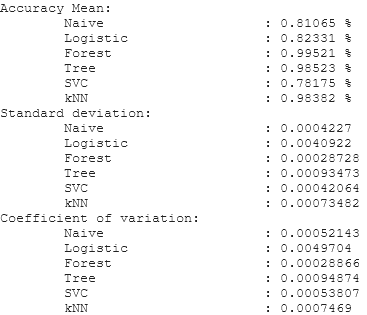 Accuracy Mean:
Naive : 0.81065 %
Logistic : 0.82331 %
Forest : 0.99521 %
Tree : 0.98523 %
SVC : 0.78175 %
kNN : 0.98382 %
Standard deviation:
Naive : 0.0004227
Logistic : 0.0040922
Forest : 0.00028728
Tree : 0.00093473
SVC : 0.00042064
kNN : 0.00073482
Coefficient of variation:
Naive : 0.00052143
Logistic : 0.0049704
Forest : 0.00028866
Tree : 0.00094874
SVC : 0.00053807
kNN : 0.0007469